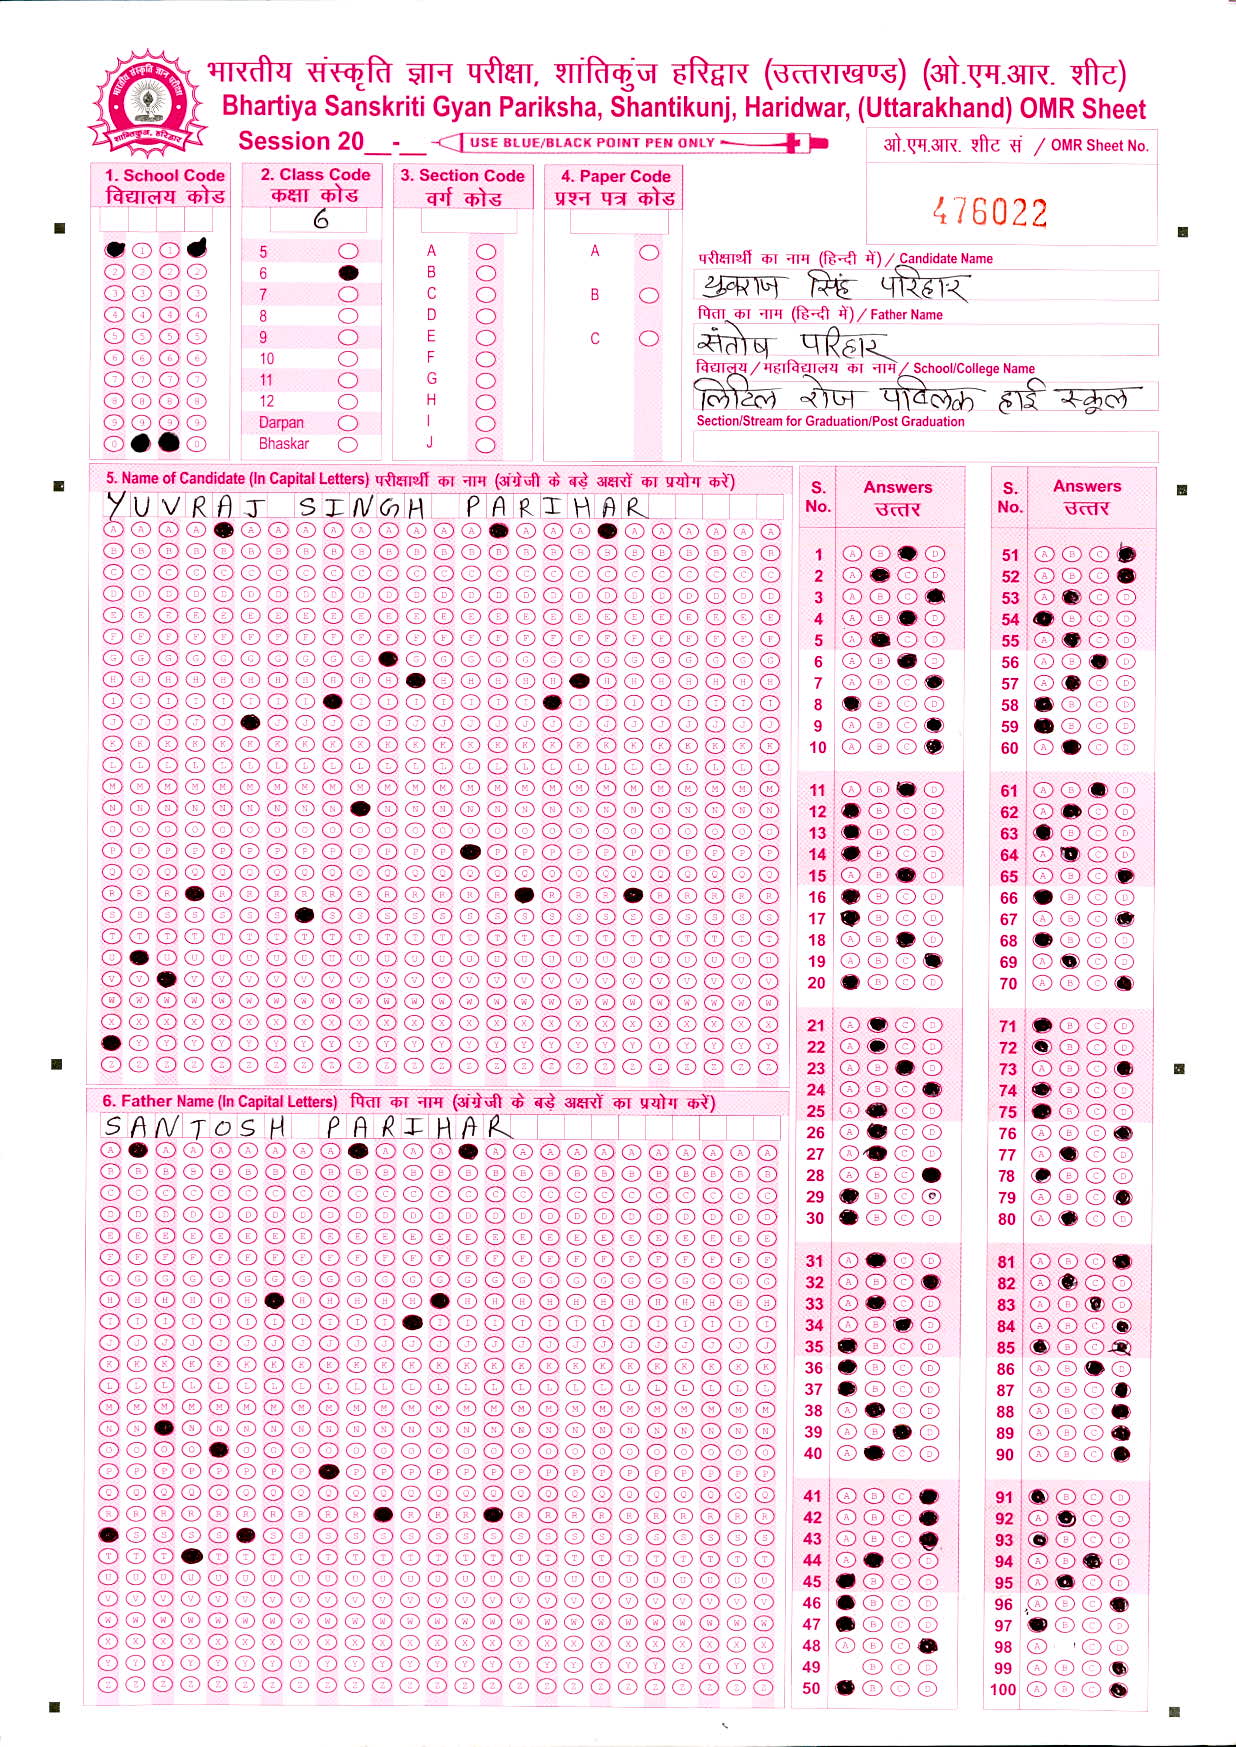 भारतीय संस्कृति ज्ञान परीक्षा, शांतिकुंज हरिद्वार (उत्तराखण्ड) (ओ.एम.आर. शीट)
Bhartiya Sanskriti Gyan Pariksha, Shantikunj, Haridwar, (Uttarakhand) OMR Sheet
Session 20__-__ USE BLUE/BLACK POINT PEN ONLY
ओ.एम.आर. शीट सं / OMR Sheet No.
476022
1. School Code
विद्यालय कोड
2. Class Code
कक्षा कोड
6
5
6
7
8
9
10
11
12
Darpan
Bhaskar
3. Section Code
वर्ग कोड
A
B
C
D
E
F
G
H
I
J
4. Paper Code
प्रश्न पत्र कोड
A
B
C
परीक्षार्थी का नाम (हिन्दी में) / Candidate Name
युवराज सिंह परिहार
पिता का नाम (हिन्दी में) / Father Name
संतोष परिहार
विद्यालय / महाविद्यालय का नाम / School/College Name
लिटिल रोज पब्लिक हाई स्कूल
Section/Stream for Graduation/Post Graduation
5. Name of Candidate (In Capital Letters) परीक्षार्थी का नाम (अंग्रेजी के बड़े अक्षरों का प्रयोग करें)
YUVRAJ SINGH PARIHAR
6. Father Name (In Capital Letters) पिता का नाम (अंग्रेजी के बड़े अक्षरों का प्रयोग करें)
SANTOSH PARIHAR
S. No. Answers उत्तर
1
2
3
4
5
6
7
8
9
10
11
12
13
14
15
16
17
18
19
20
21
22
23
24
25
26
27
28
29
30
31
32
33
34
35
36
37
38
39
40
41
42
43
44
45
46
47
48
49
50
S. No. Answers उत्तर
51
52
53
54
55
56
57
58
59
60
61
62
63
64
65
66
67
68
69
70
71
72
73
74
75
76
77
78
79
80
81
82
83
84
85
86
87
88
89
90
91
92
93
94
95
96
97
98
99
100